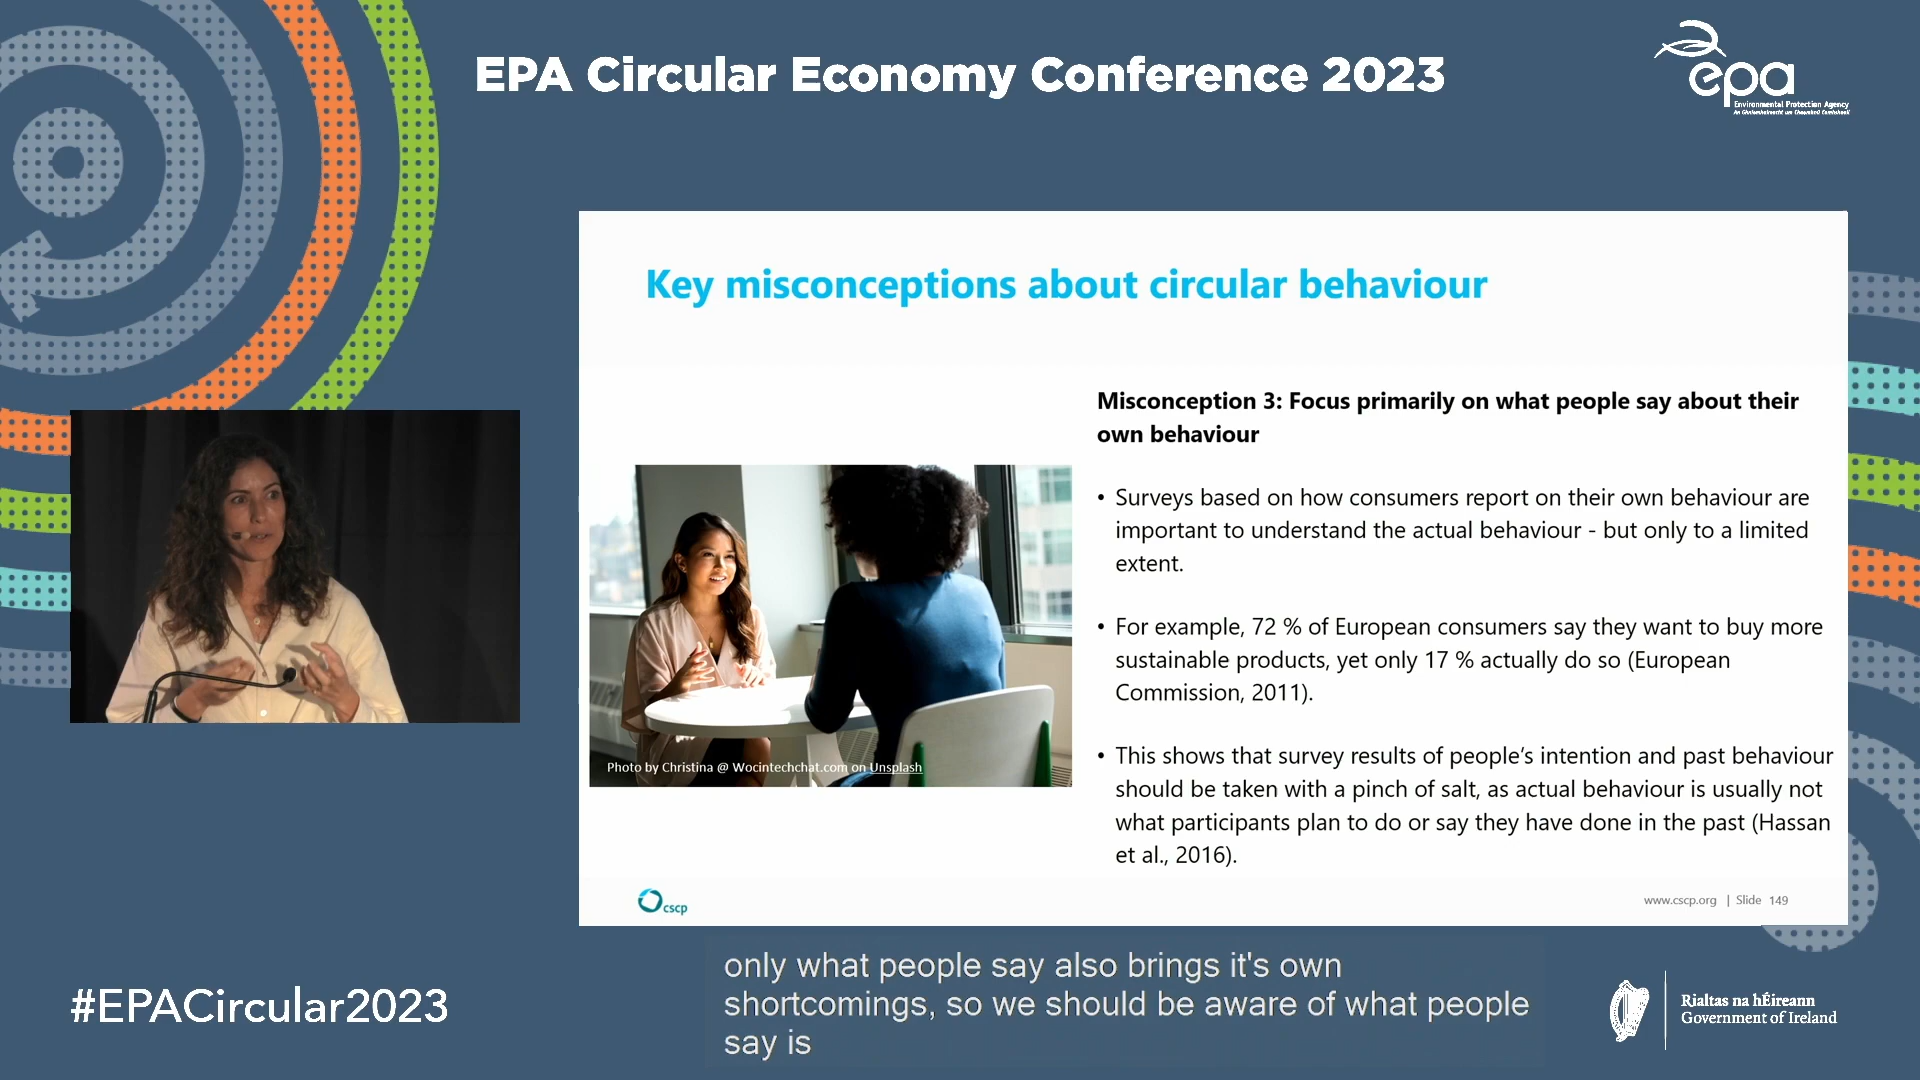 EPA Circular Economy Conference 2023
epa
Environmental Protection Agency
An Ghníomhaireacht um Chaomhnú Comhshaoil
Key misconceptions about circular behaviour
Misconception 3: Focus primarily on what people say about their
own behaviour
• Surveys based on how consumers report on their own behaviour are
important to understand the actual behaviour - but only to a limited
extent.
• For example, 72 % of European consumers say they want to buy more
sustainable products, yet only 17 % actually do so (European
Commission, 2011).
• This shows that survey results of people’s intention and past behaviour
should be taken with a pinch of salt, as actual behaviour is usually not
what participants plan to do or say they have done in the past (Hassan
et al., 2016).
Photo by Christina @ Wocintechchat.com on Unsplash
cscp
www.cscp.org | Slide 149
#EPACircular2023
only what people say also brings it's own
shortcomings, so we should be aware of what people
say is
Rialtas na hÉireann
Government of Ireland